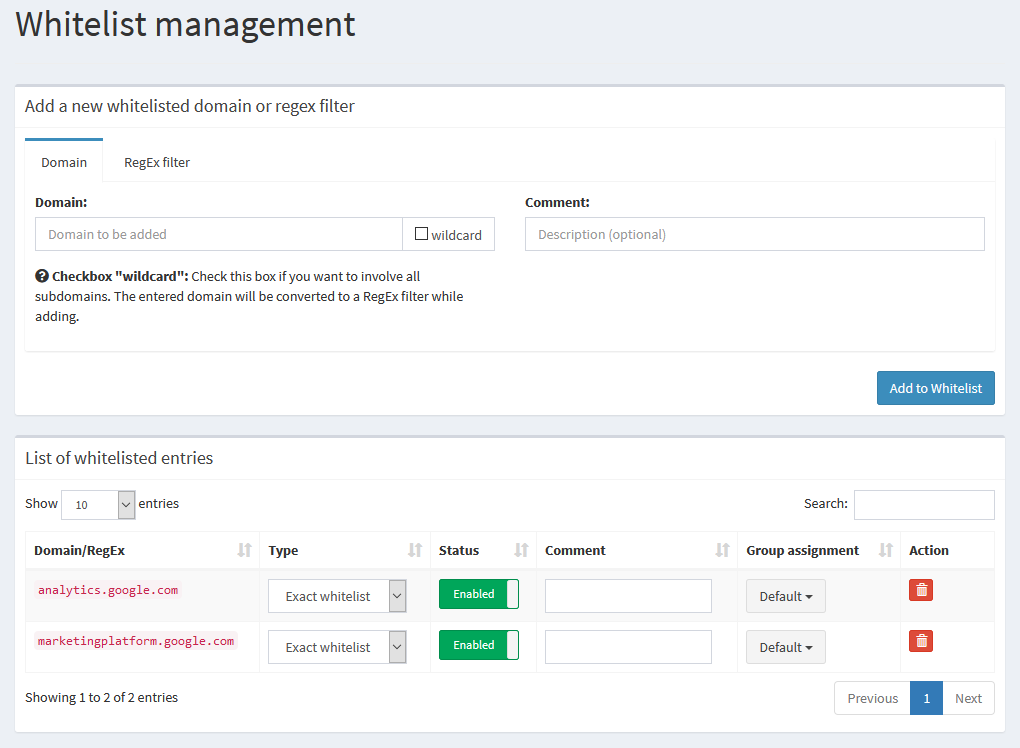 Whitelist management
Add a new whitelisted domain or regex filter
Domain RegEx filter
Domain: Comment:
Domain to be added wildcard Description (optional)
Checkbox "wildcard": Check this box if you want to involve all
subdomains. The entered domain will be converted to a RegEx filter while
adding.
Add to Whitelist
List of whitelisted entries
Show 10 entries Search:
Domain/RegEx Type Status Comment Group assignment Action
analytics.google.com Exact whitelist Enabled Default
marketingplatform.google.com Exact whitelist Enabled Default
Showing 1 to 2 of 2 entries Previous 1 Next